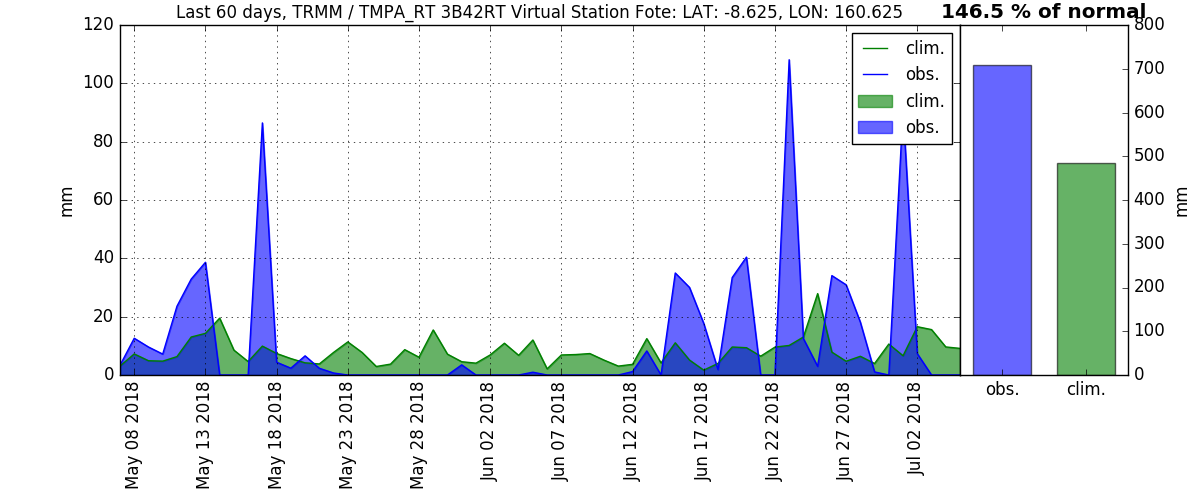 Last 60 days, TRMM / TMPA_RT 3B42RT Virtual Station Fote: LAT: -8.625, LON: 160.625
146.5 % of normal
120
100
80
60
40
20
0
mm
clim.
obs.
clim.
obs.
800
700
600
500
400
300
200
100
0
mm
May 08 2018
May 13 2018
May 18 2018
May 23 2018
May 28 2018
Jun 02 2018
Jun 07 2018
Jun 12 2018
Jun 17 2018
Jun 22 2018
Jun 27 2018
Jul 02 2018
obs.
clim.